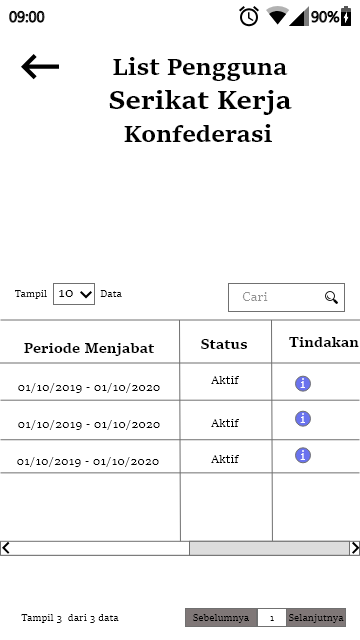 09:00 90%
List Pengguna
Serikat Kerja
Konfederasi
Tampil 10 Data Cari
Periode Menjabat Status Tindakan
01/10/2019 - 01/10/2020 Aktif
01/10/2019 - 01/10/2020 Aktif
01/10/2019 - 01/10/2020 Aktif
Tampil 3 dari 3 data Sebelumnya 1 Selanjutnya